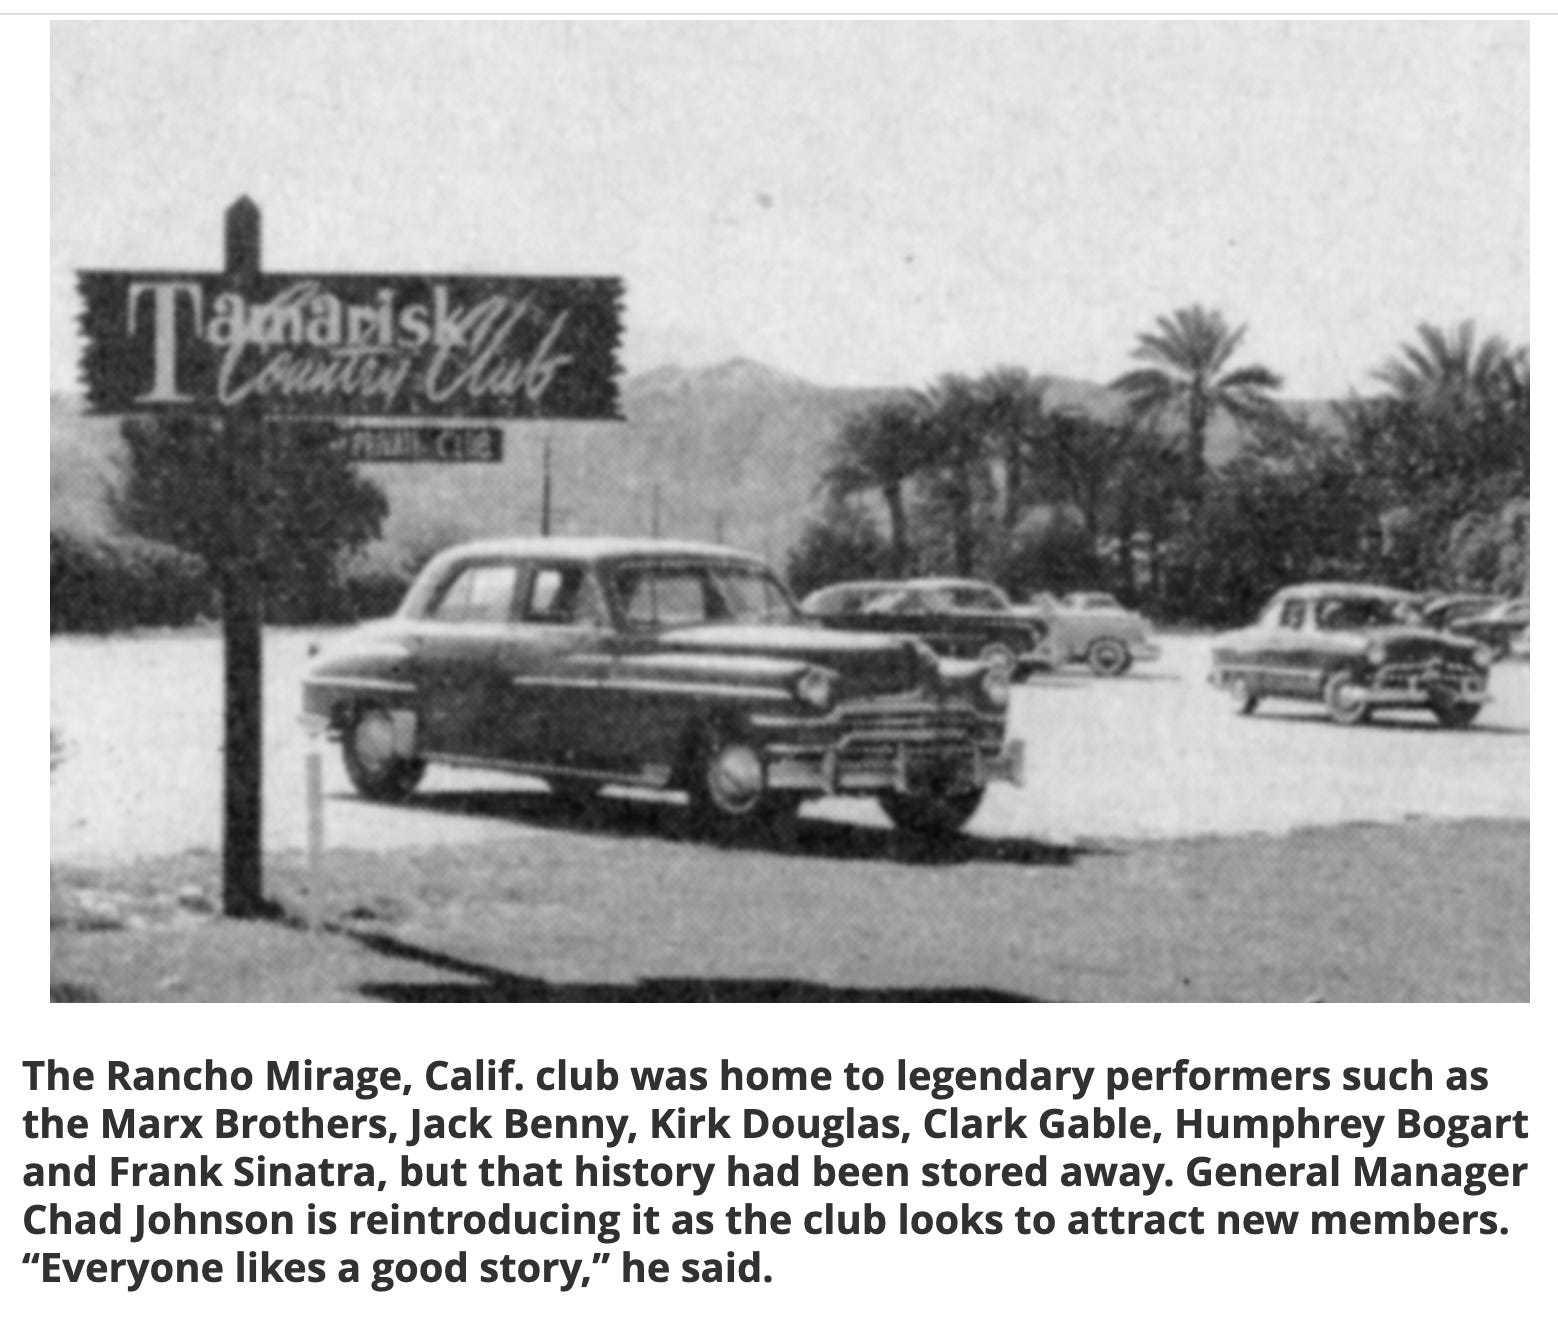 Tamarisk
Country Club
PRIVATE CLUB
The Rancho Mirage, Calif. club was home to legendary performers such as
the Marx Brothers, Jack Benny, Kirk Douglas, Clark Gable, Humphrey Bogart
and Frank Sinatra, but that history had been stored away. General Manager
Chad Johnson is reintroducing it as the club looks to attract new members.
“Everyone likes a good story,” he said.